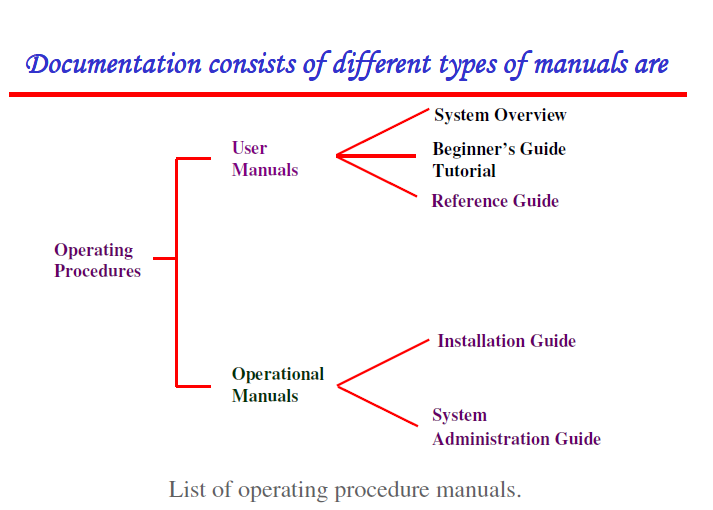 Documentation consists of different types of manuals are
System Overview
User
Manuals
Beginner’s Guide
Tutorial
Reference Guide
Operating
Procedures
Installation Guide
Operational
Manuals
System
Administration Guide
List of operating procedure manuals.